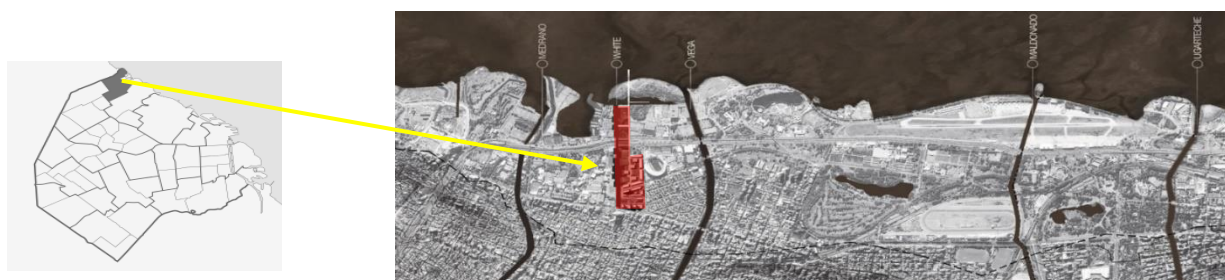 MEDRANO
WHITE
VEGA
MALDONADO
UGARTECHE